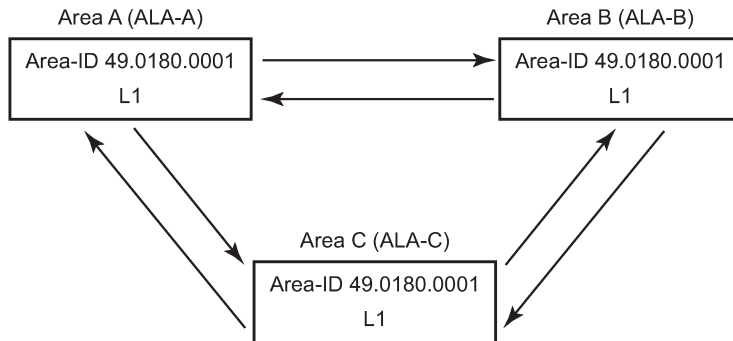 Area A (ALA-A)
Area B (ALA-B)
Area-ID 49.0180.0001
L1
Area-ID 49.0180.0001
L1
Area C (ALA-C)
Area-ID 49.0180.0001
L1